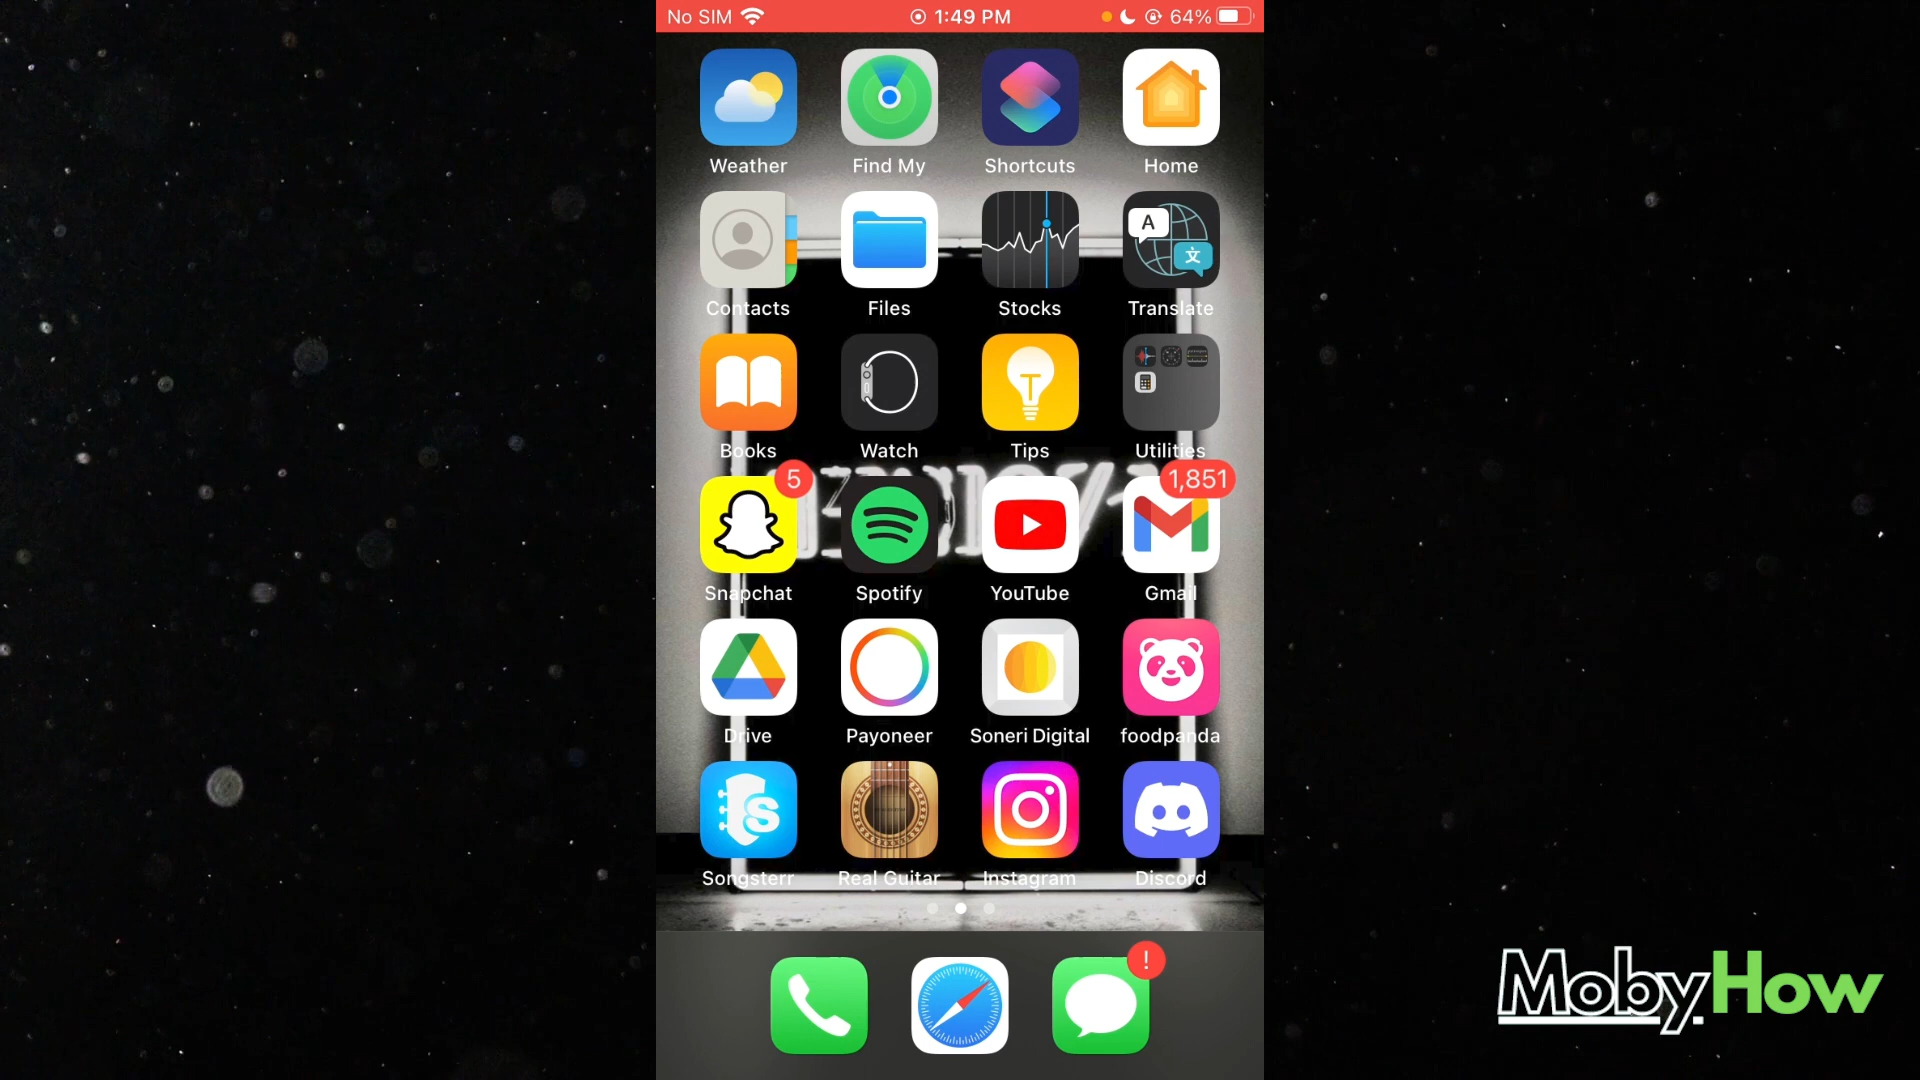 No SIM 1:49 PM 64%
Weather Find My Shortcuts Home
A 文
Contacts Files Stocks Translate
Books Watch Tips Utilities
5 1,851
Snapchat Spotify YouTube Gmail
Drive Payoneer Soneri Digital foodpanda
S
Songsterr Real Guitar Instagram Discord
!
MobyHow